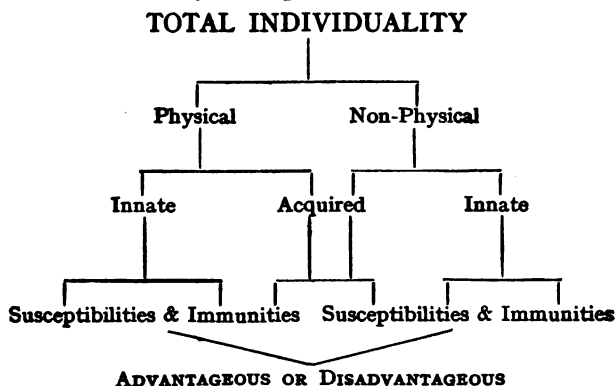 TOTAL INDIVIDUALITY
Physical Non-Physical
Innate Acquired Innate
Susceptibilities & Immunities Susceptibilities & Immunities
ADVANTAGEOUS OR DISADVANTAGEOUS